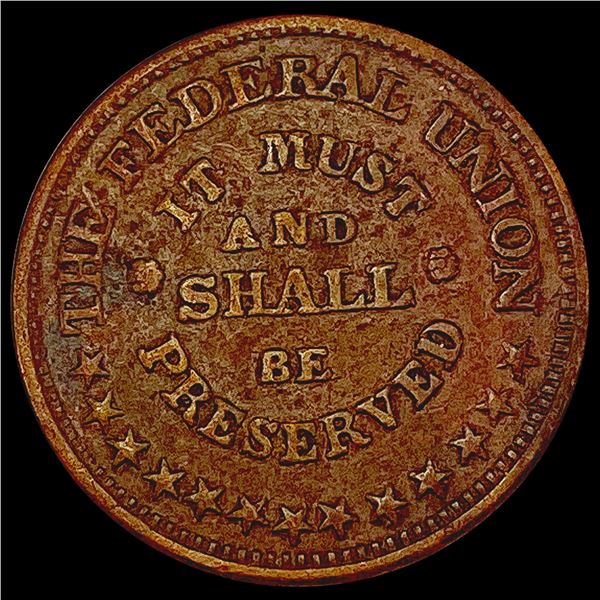 THE FEDERAL UNION
IT MUST
AND
SHALL
BE
PRESERVED